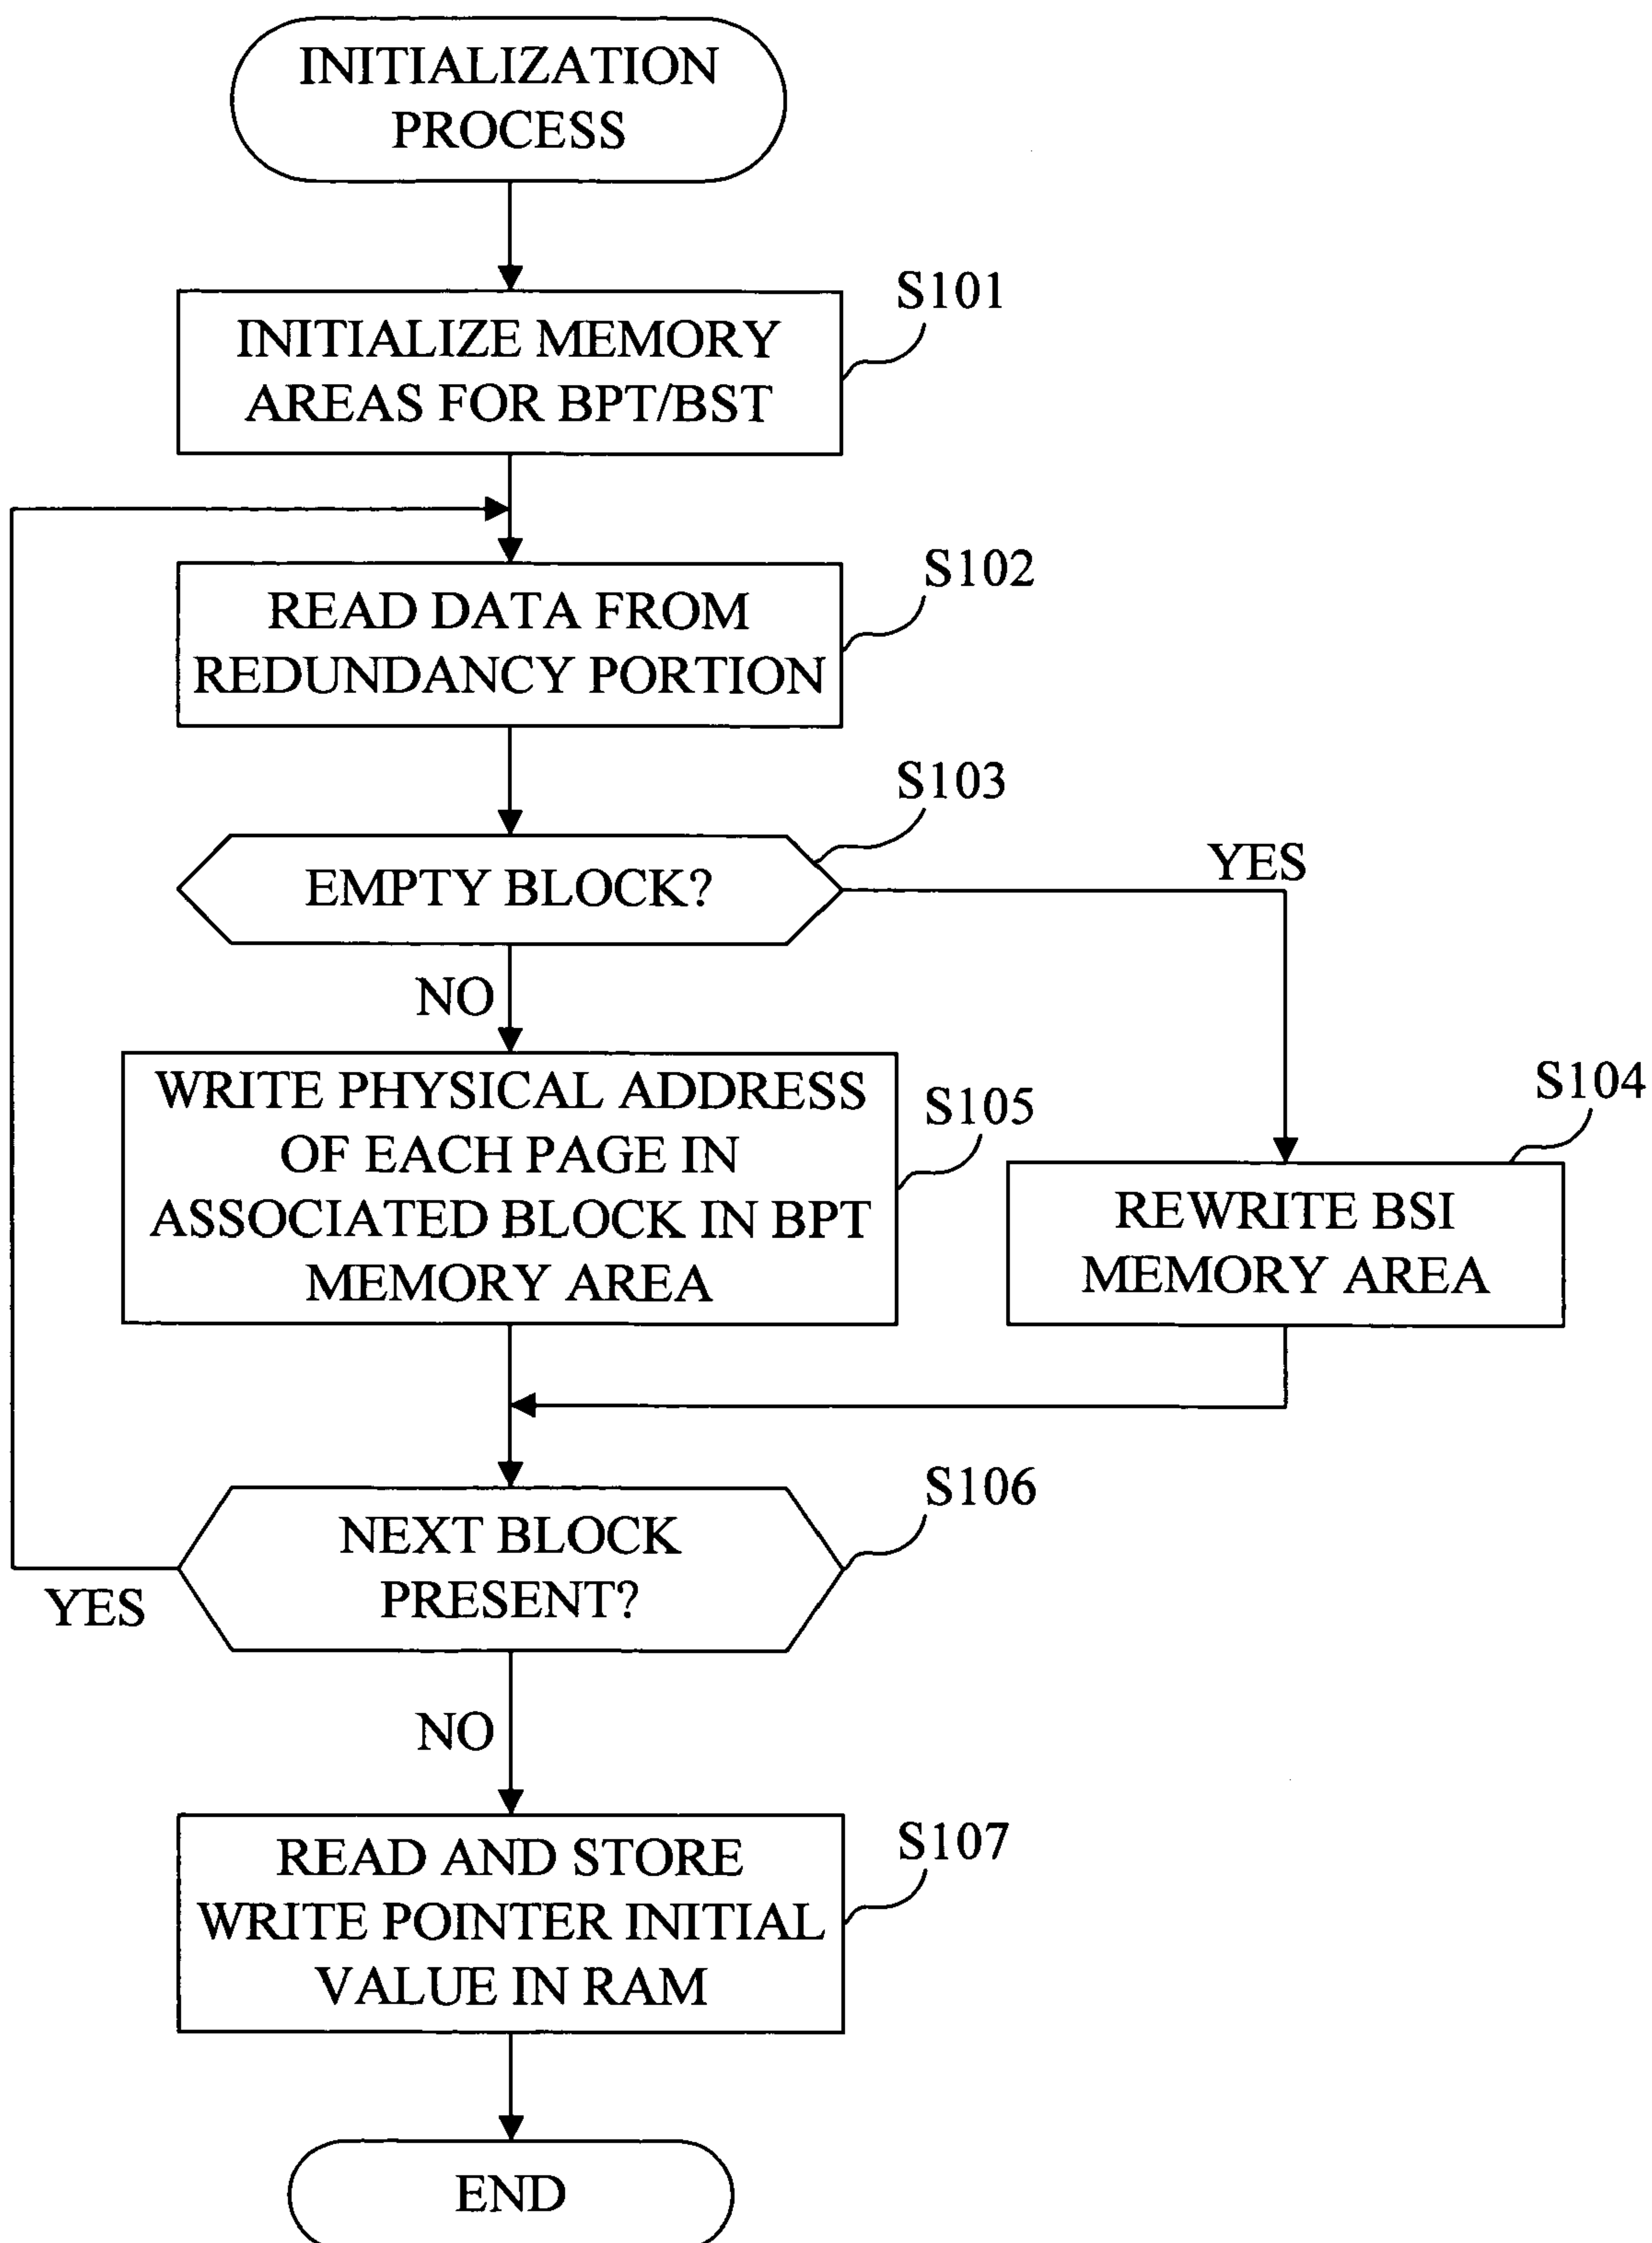 INITIALIZATION
PROCESS
S101
INITIALIZE MEMORY
AREAS FOR BPT/BST
S102
READ DATA FROM
REDUNDANCY PORTION
S103
EMPTY BLOCK?
YES
NO
S105
WRITE PHYSICAL ADDRESS
OF EACH PAGE IN
ASSOCIATED BLOCK IN BPT
MEMORY AREA
S104
REWRITE BSI
MEMORY AREA
S106
NEXT BLOCK
PRESENT?
YES
NO
S107
READ AND STORE
WRITE POINTER INITIAL
VALUE IN RAM
END